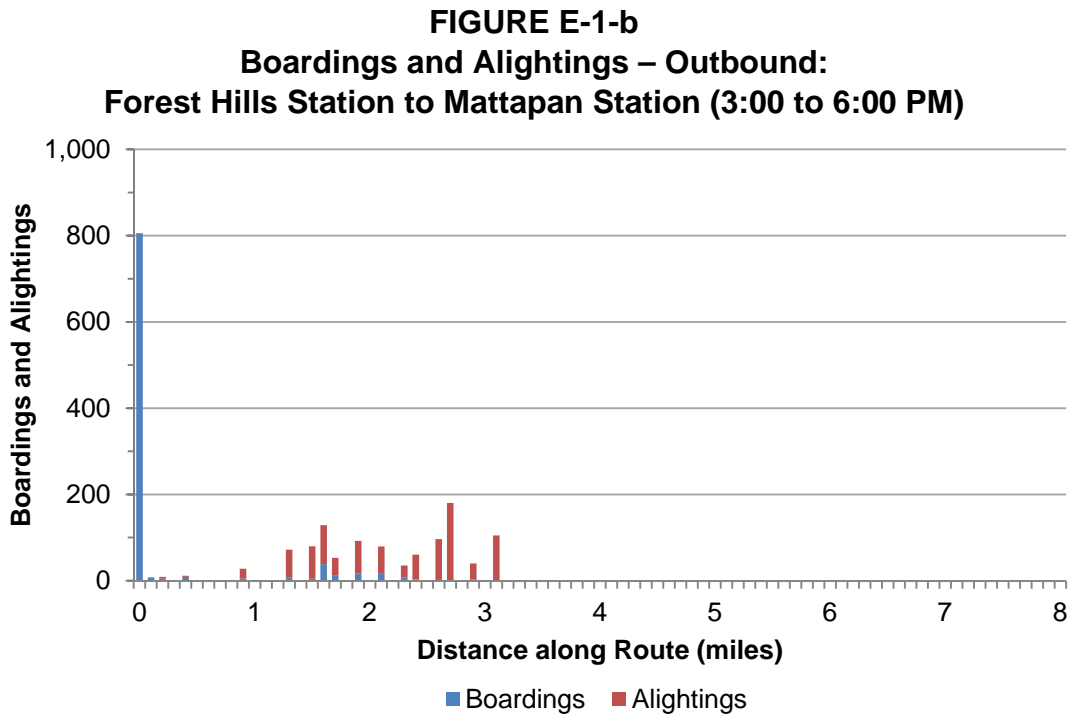 FIGURE E-1-b
Boardings and Alightings – Outbound:
Forest Hills Station to Mattapan Station (3:00 to 6:00 PM)
Boardings and Alightings
1,000
800
600
400
200
0
0 1 2 3 4 5 6 7 8
Distance along Route (miles)
Boardings Alightings